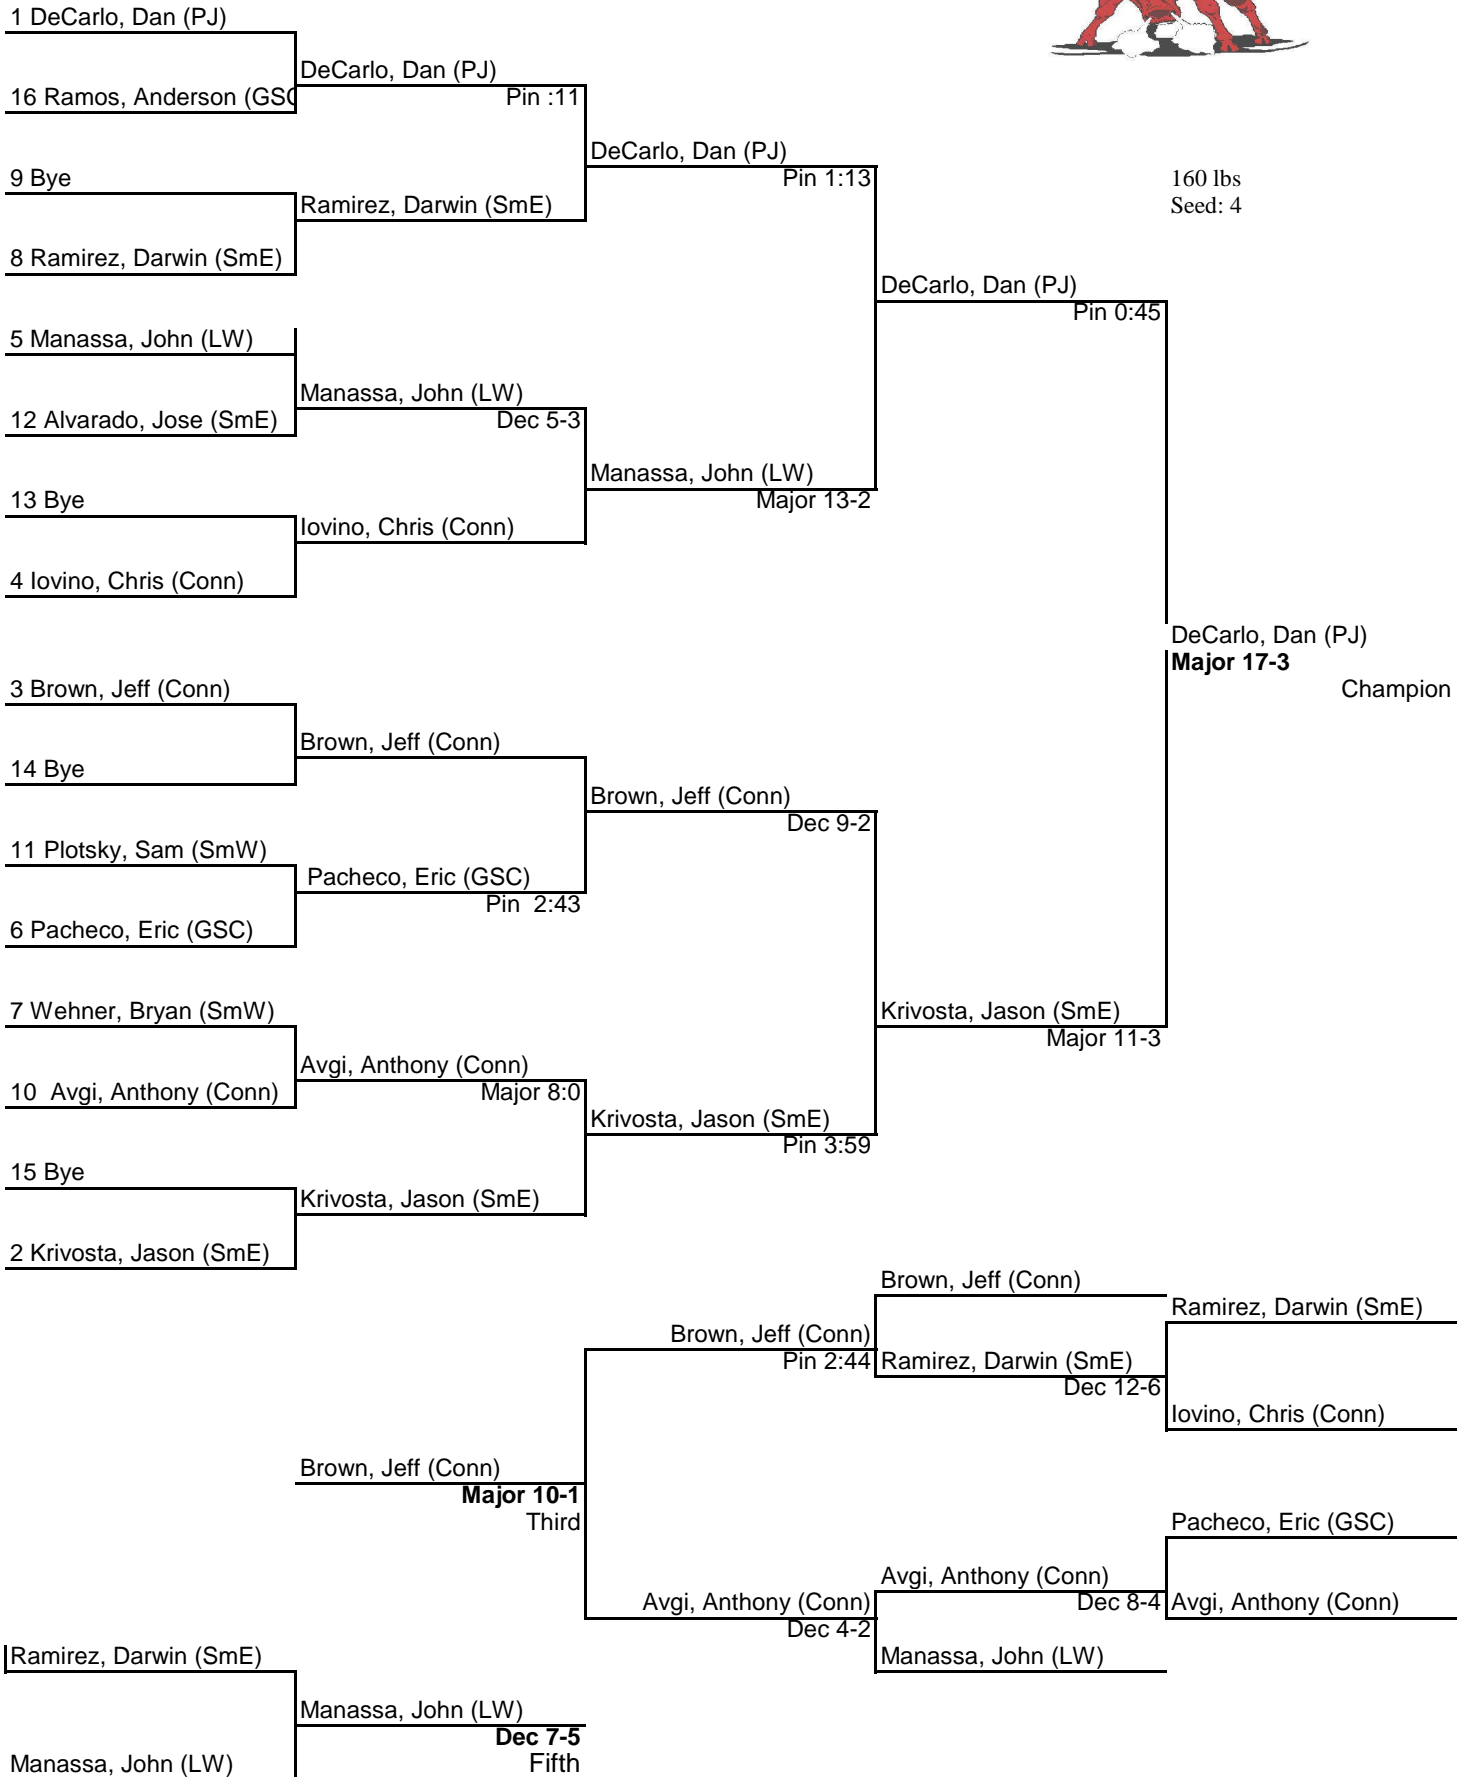 1 DeCarlo, Dan (PJ)
DeCarlo, Dan (PJ)
16 Ramos, Anderson (GSC
Pin :11
DeCarlo, Dan (PJ)
9 Bye
Pin 1:13
160 lbs
Ramirez, Darwin (SmE)
Seed: 4
8 Ramirez, Darwin (SmE)
DeCarlo, Dan (PJ)
Pin 0:45
5 Manassa, John (LW)
Manassa, John (LW)
12 Alvarado, Jose (SmE)
Dec 5-3
Manassa, John (LW)
13 Bye
Major 13-2
Iovino, Chris (Conn)
4 Iovino, Chris (Conn)
DeCarlo, Dan (PJ)
Major 17-3
3 Brown, Jeff (Conn)
Champion
Brown, Jeff (Conn)
14 Bye
Brown, Jeff (Conn)
Dec 9-2
11 Plotsky, Sam (SmW)
Pacheco, Eric (GSC)
Pin 2:43
6 Pacheco, Eric (GSC)
7 Wehner, Bryan (SmW)
Krivosta, Jason (SmE)
Major 11-3
Avgi, Anthony (Conn)
10 Avgi, Anthony (Conn)
Major 8:0
Krivosta, Jason (SmE)
Pin 3:59
15 Bye
Krivosta, Jason (SmE)
2 Krivosta, Jason (SmE)
Brown, Jeff (Conn)
Ramirez, Darwin (SmE)
Brown, Jeff (Conn)
Pin 2:44
Ramirez, Darwin (SmE)
Dec 12-6
Iovino, Chris (Conn)
Brown, Jeff (Conn)
Major 10-1
Third
Pacheco, Eric (GSC)
Avgi, Anthony (Conn)
Dec 8-4
Avgi, Anthony (Conn)
Avgi, Anthony (Conn)
Dec 4-2
Manassa, John (LW)
Ramirez, Darwin (SmE)
Manassa, John (LW)
Dec 7-5
Manassa, John (LW)
Fifth